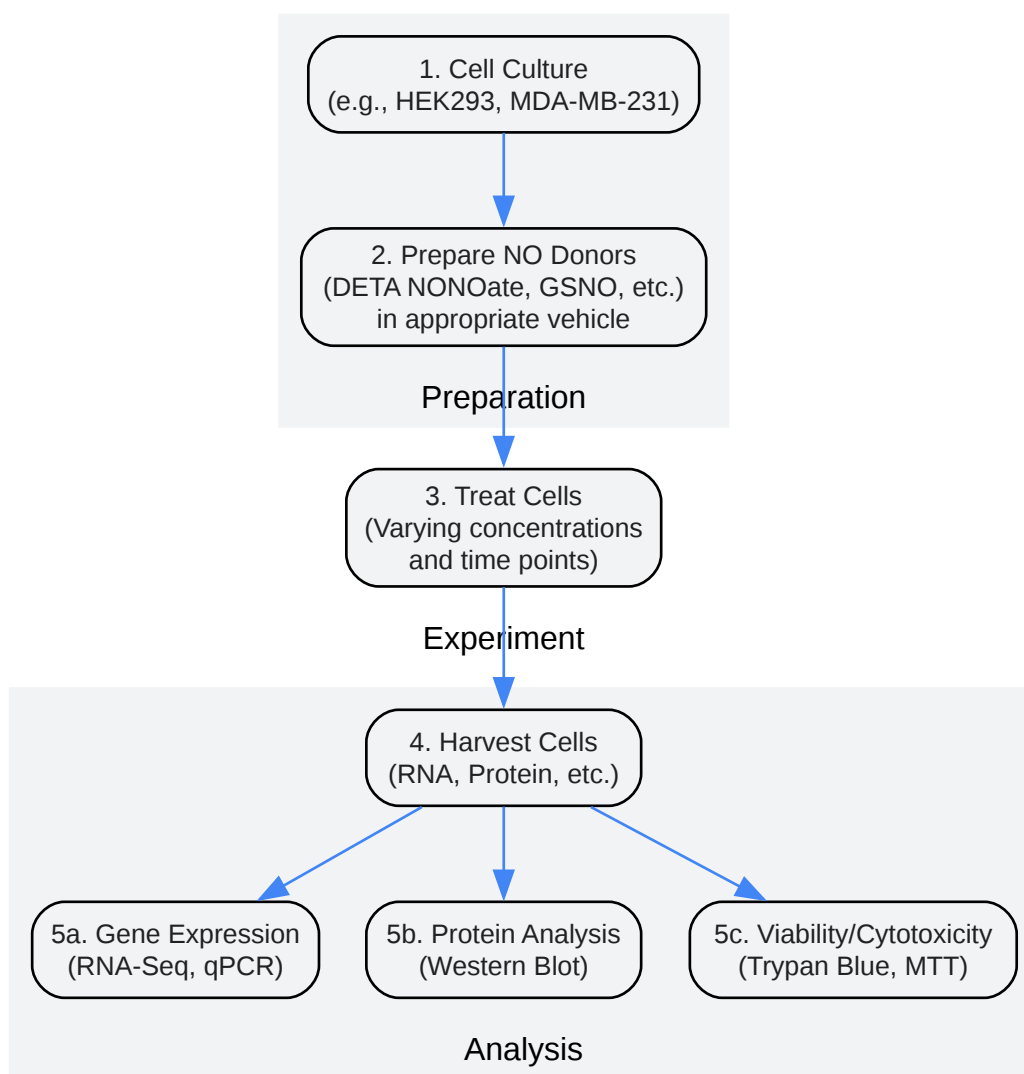 1. Cell Culture
(e.g., HEK293, MDA-MB-231)
2. Prepare NO Donors
(DETA NONOate, GSNO, etc.)
in appropriate vehicle
Preparation
3. Treat Cells
(Varying concentrations
and time points)
Experiment
4. Harvest Cells
(RNA, Protein, etc.)
5a. Gene Expression
(RNA-Seq, qPCR)
5b. Protein Analysis
(Western Blot)
5c. Viability/Cytotoxicity
(Trypan Blue, MTT)
Analysis